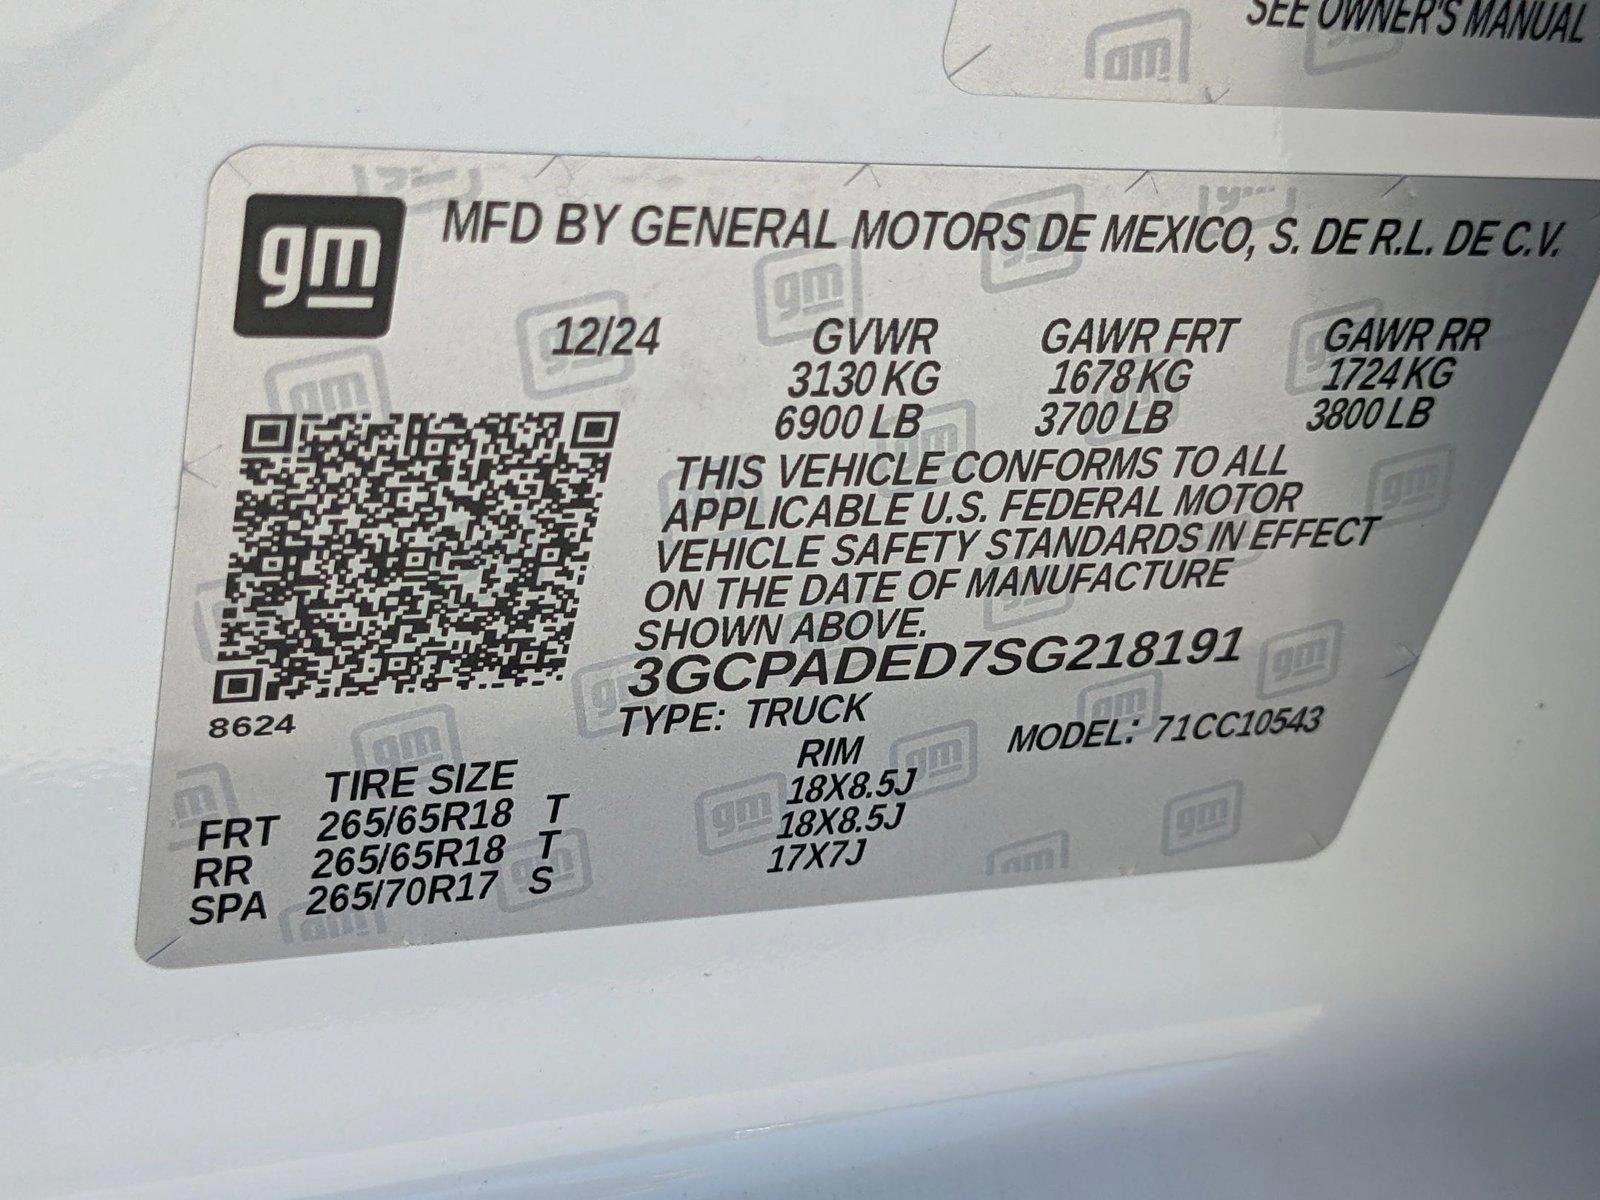 SEE OWNER'S MANUAL
gm
MFD BY GENERAL MOTORS DE MEXICO, S. DE R.L. DE C.V.
12/24 GVWR GAWR FRT GAWR RR
3130 KG 1678 KG 1724 KG
6900 LB 3700 LB 3800 LB
THIS VEHICLE CONFORMS TO ALL
APPLICABLE U.S. FEDERAL MOTOR
VEHICLE SAFETY STANDARDS IN EFFECT
ON THE DATE OF MANUFACTURE
SHOWN ABOVE.
3GCPADED7SG218191
8624
TYPE: TRUCK MODEL: 71CC10543
TIRE SIZE RIM
FRT 265/65R18 T 18X8.5J
RR 265/65R18 T 18X8.5J
SPA 265/70R17 S 17X7J